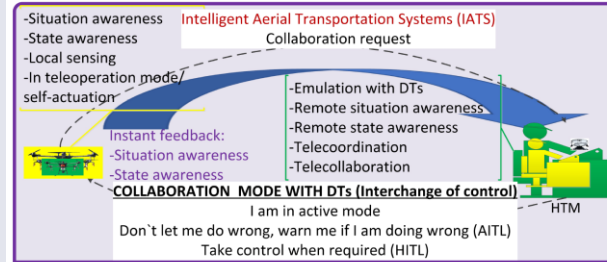 -Situation awareness
-State awareness
-Local sensing
-In teleoperation mode/
self-actuation
Intelligent Aerial Transportation Systems (IATS)
Collaboration request
-Emulation with DTs
-Remote situation awareness
-Remote state awareness
-Telecoordination
-Telecollaboration
Instant feedback:
-Situation awareness
-State awareness
HTM
COLLABORATION MODE WITH DTs (Interchange of control)
I am in active mode
Don`t let me do wrong, warn me if I am doing wrong (AITL)
Take control when required (HITL)